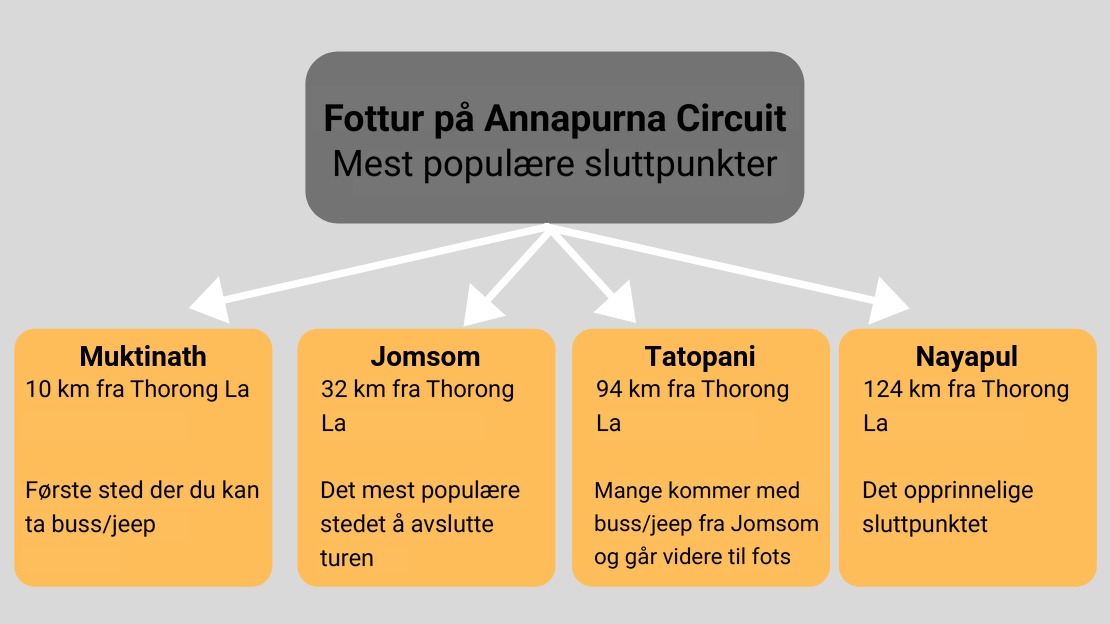 Fottur på Annapurna Circuit
Mest populære sluttpunkter
Muktinath
10 km fra Thorong La
Første sted der du kan
ta buss/jeep
Jomsom
32 km fra Thorong
La
Det mest populære
stedet å avslutte
turen
Tatopani
94 km fra Thorong
La
Mange kommer med
buss/jeep fra Jomsom
og går videre til fots
Nayapul
124 km fra Thorong
La
Det opprinnelige
sluttpunktet